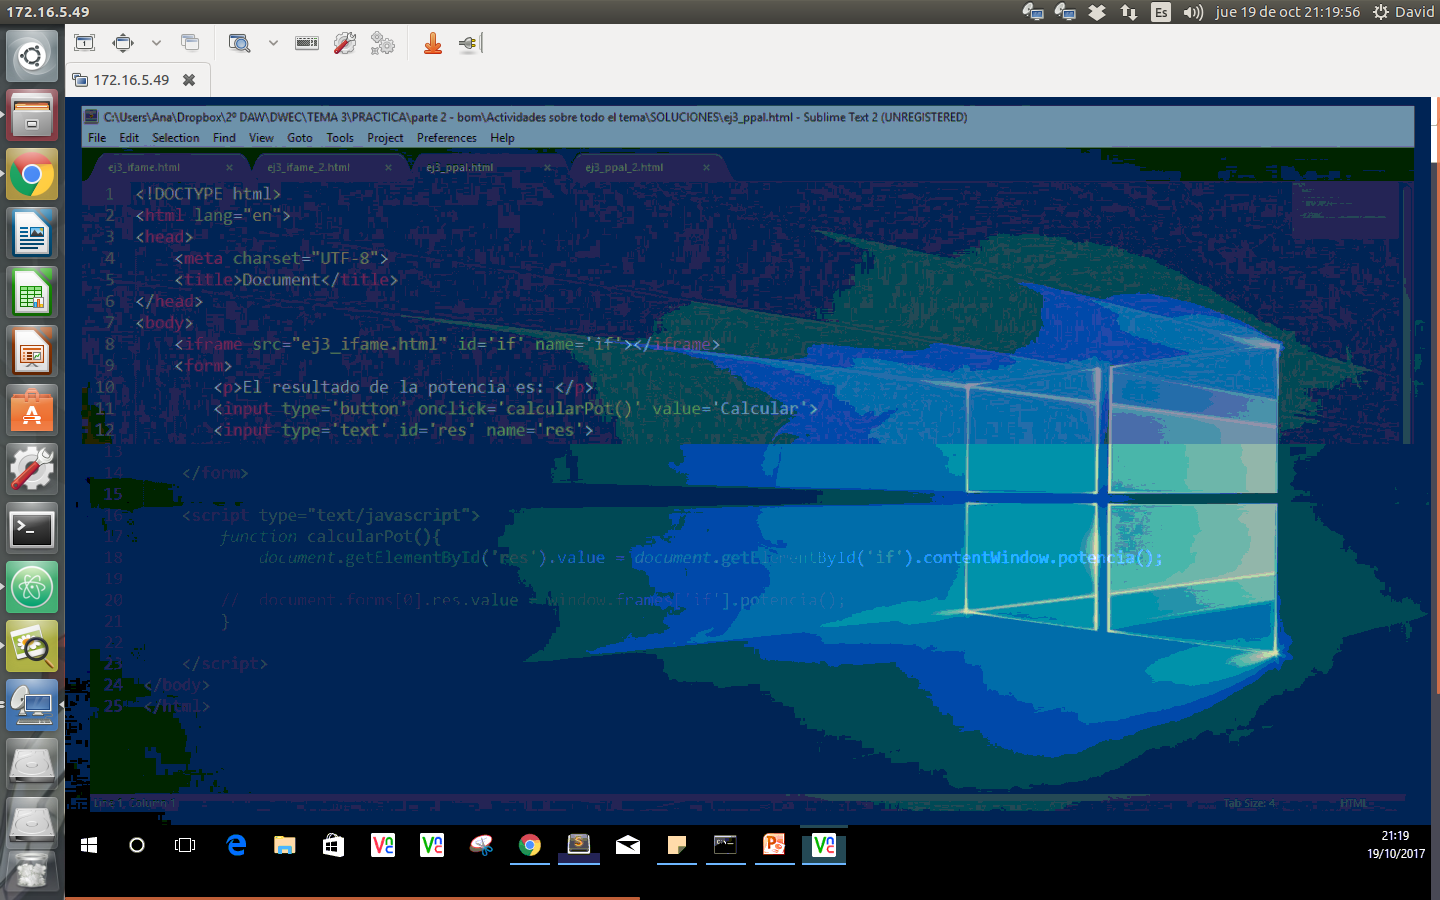 172.16.5.49
Es
jue 19 de oct 21:19:56
David
172.16.5.49
C:\Users\Ana\Dropbox\2º DAW\DWEC\TEMA 3\PRACTICA\parte 2 - bom\Actividades sobre todo el tema\SOLUCIONES\ej3_ppal.html - Sublime Text 2 (UNREGISTERED)
File Edit Selection Find View Goto Tools Project Preferences Help
ej3_ifame.html ej3_ifame_2.html ej3_ppal.html ej3_ppal_2.html
1 <!DOCTYPE html>
2 <html lang="en">
3 <head>
4 <meta charset="UTF-8">
5 <title>Document</title>
6 </head>
7 <body>
8 <iframe src="ej3_ifame.html" id='if' name='if'></iframe>
9 <form>
10 <p>El resultado de la potencia es: </p>
11 <input type='button' onclick='calcularPot()' value='Calcular'>
12 <input type='text' id='res' name='res'>
13
14 </form>
15
16 <script type="text/javascript">
17 function calcularPot(){
18 document.getElementById('res').value = document.getElementById('if').contentWindow.potencia();
19
20 // document.forms[0].res.value = window.frames['if'].potencia();
21 }
22
23 </script>
24 </body>
25 </html>
Line 1, Column 1
Tab Size: 4
HTML
21:19
19/10/2017